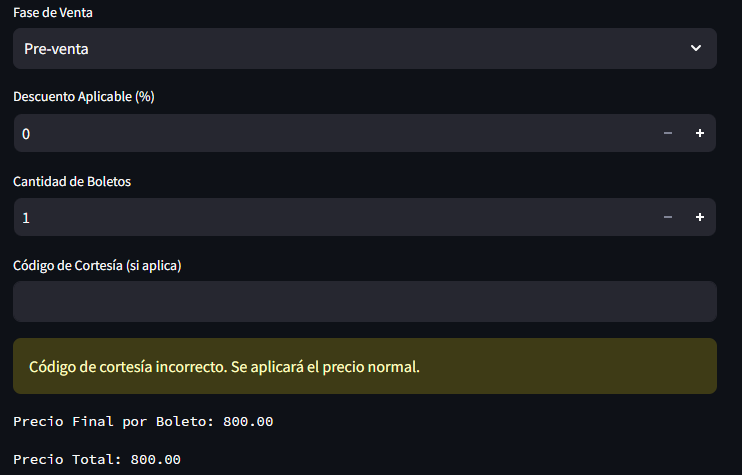 Fase de Venta
Pre-venta
Descuento Aplicable (%)
0
Cantidad de Boletos
1
Código de Cortesía (si aplica)
Código de cortesía incorrecto. Se aplicará el precio normal.
Precio Final por Boleto: 800.00
Precio Total: 800.00